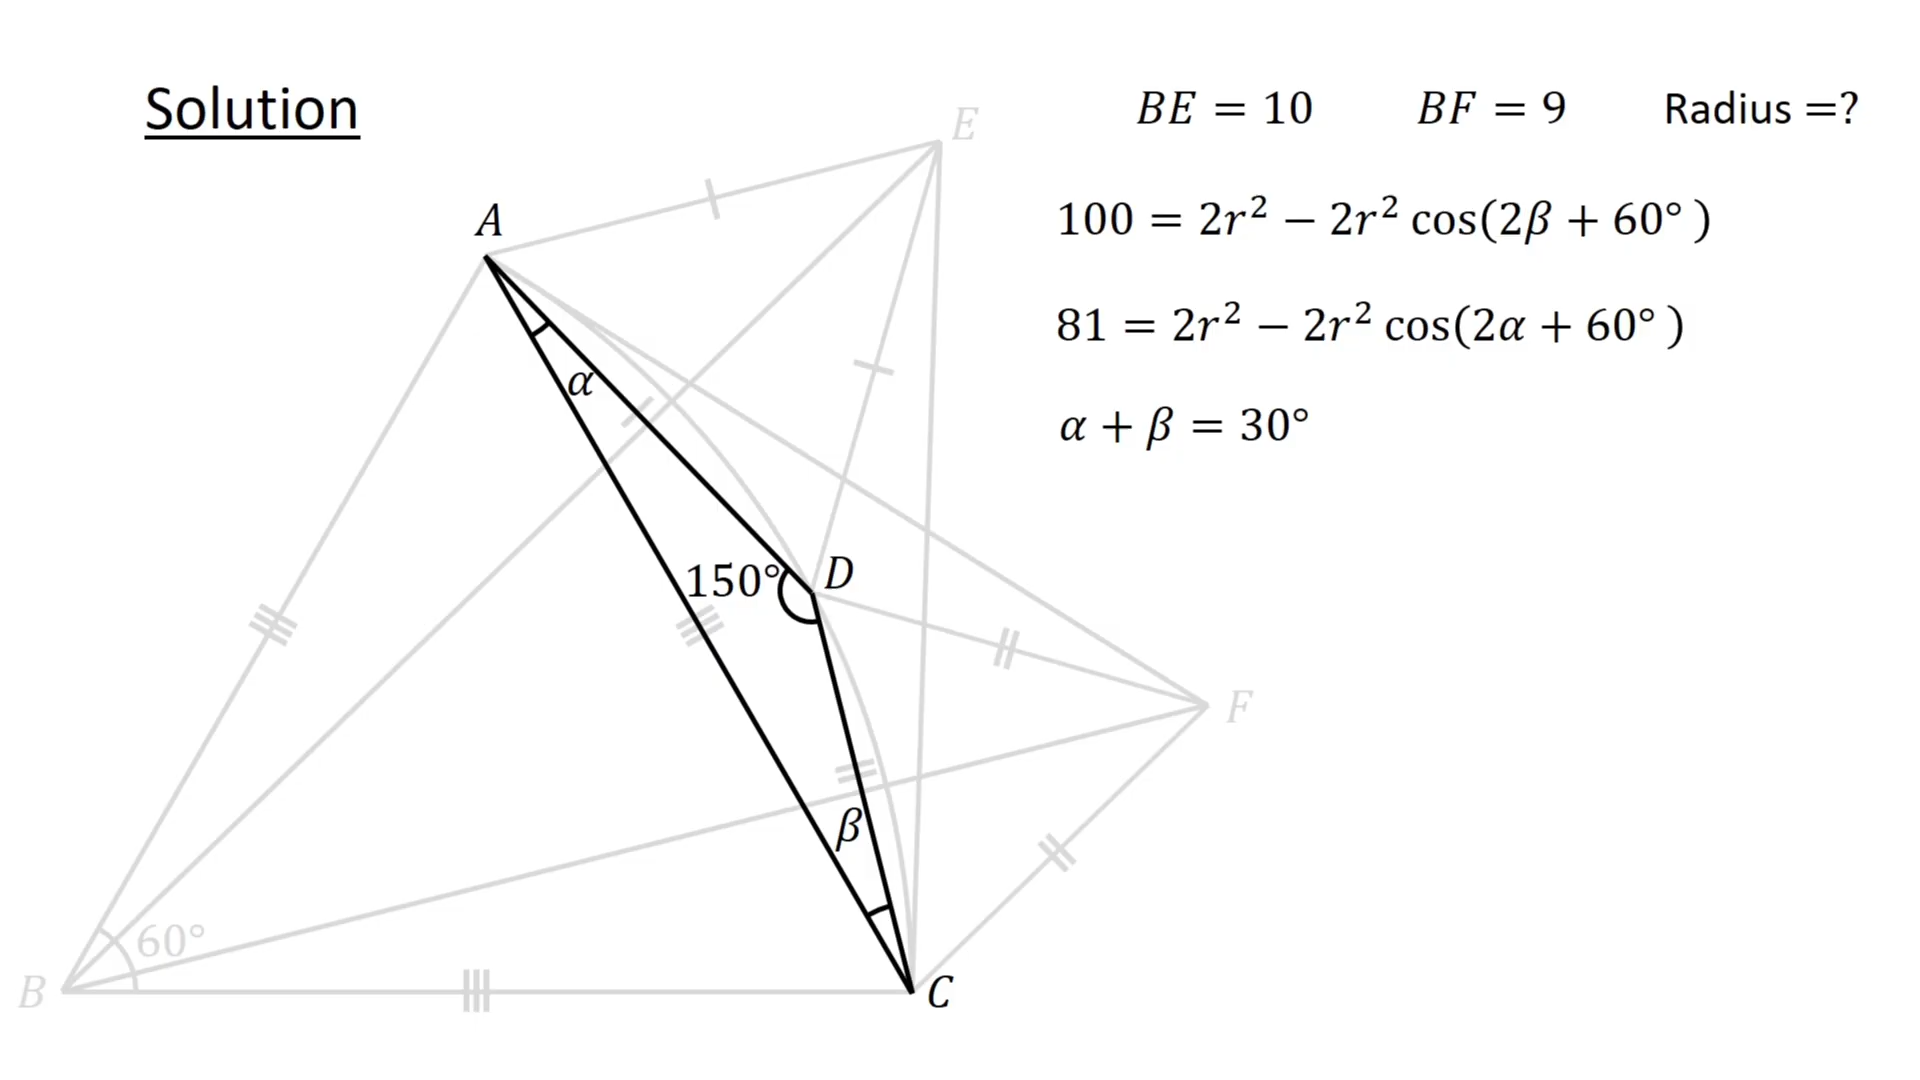 Solution
BE = 10 BF = 9 Radius =?
100 = 2r² − 2r² cos(2β + 60° )
81 = 2r² − 2r² cos(2α + 60° )
α + β = 30°
E
A
α
150°
D
F
β
60°
B
C